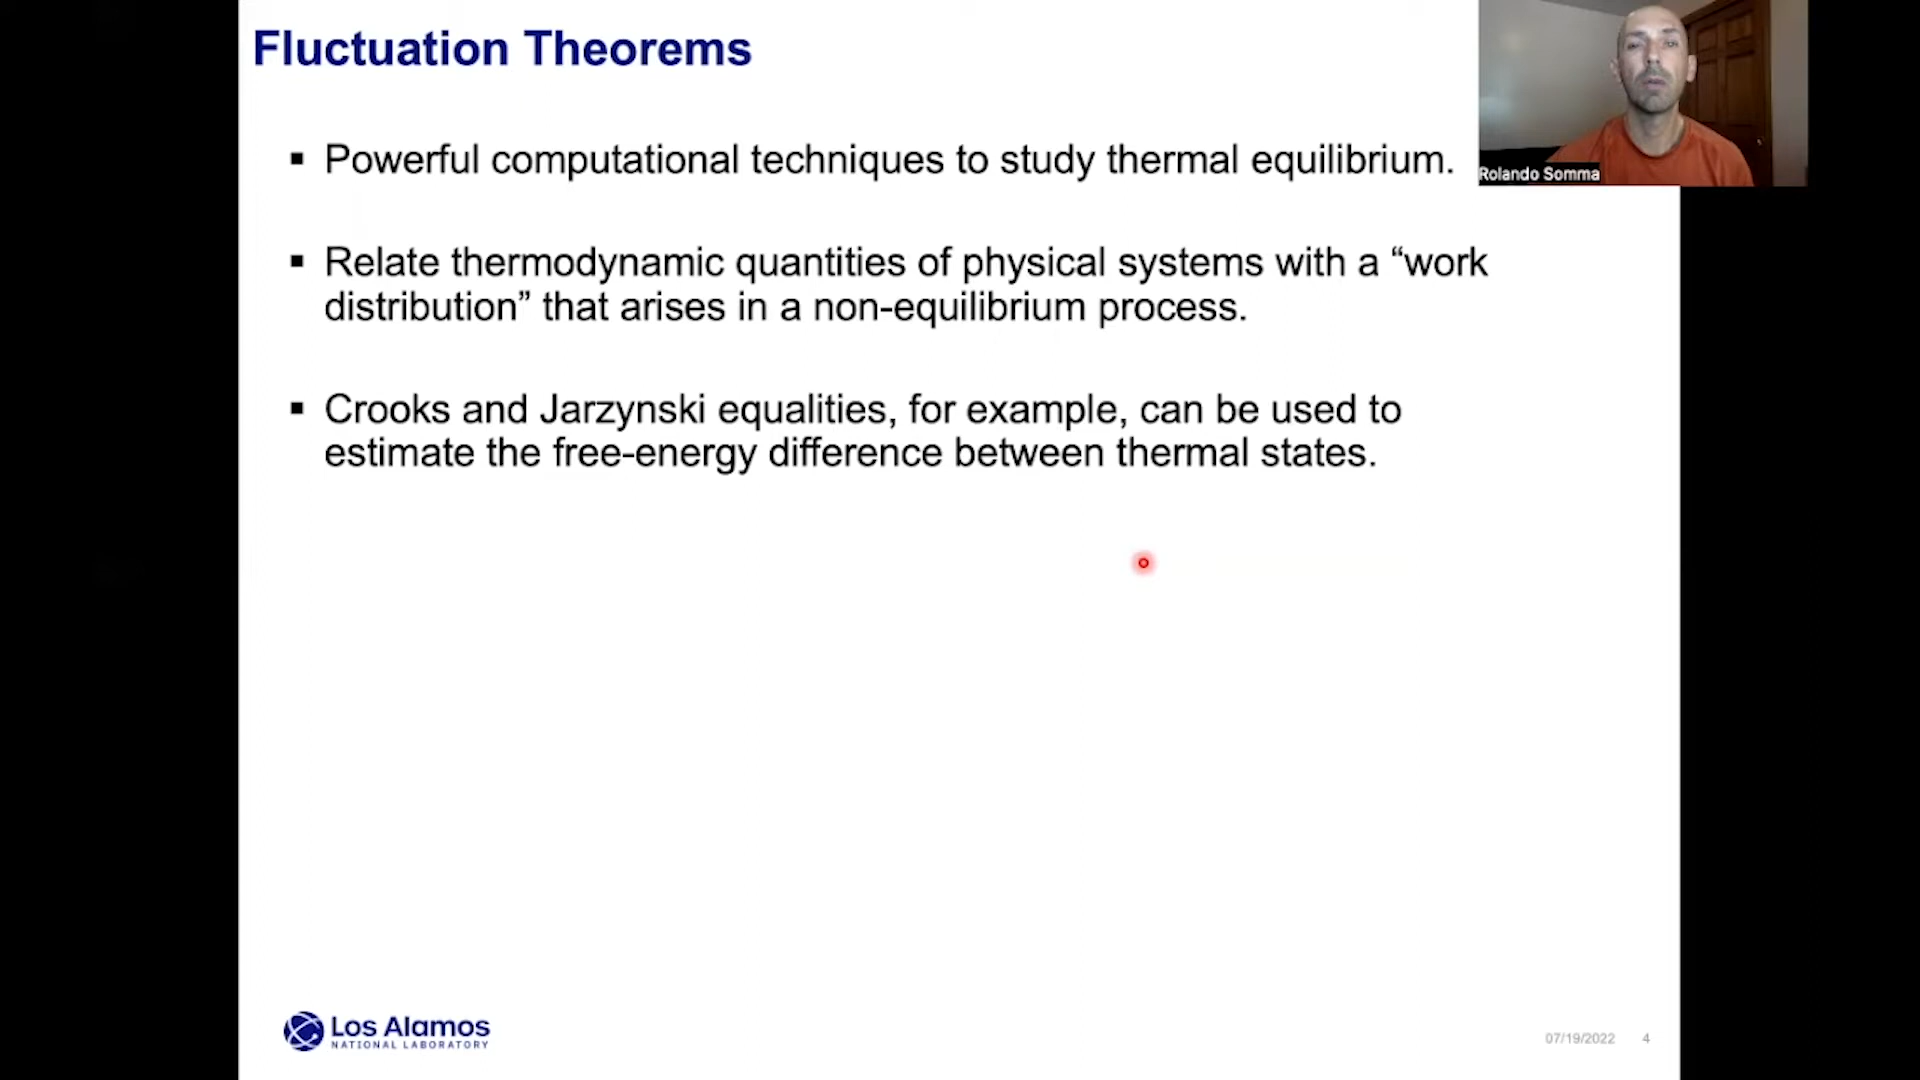 Fluctuation Theorems
▪ Powerful computational techniques to study thermal equilibrium.
Rolando Somma
▪ Relate thermodynamic quantities of physical systems with a “work
distribution” that arises in a non-equilibrium process.
▪ Crooks and Jarzynski equalities, for example, can be used to
estimate the free-energy difference between thermal states.
Los Alamos
NATIONAL LABORATORY
07/19/2022 4